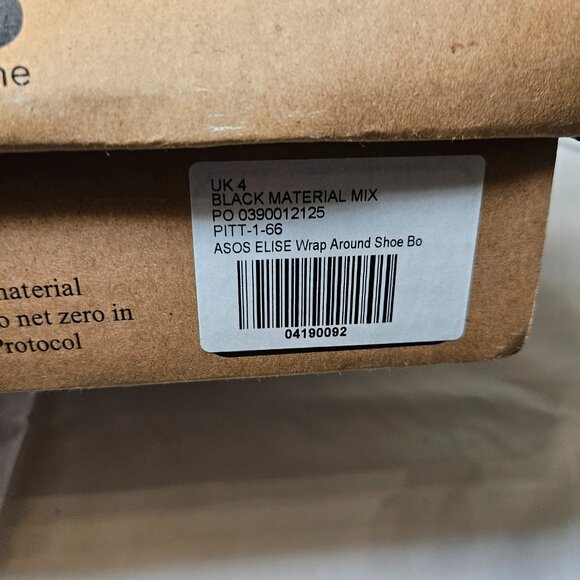 ne
UK 4
BLACK MATERIAL MIX
PO 0390012125
PITT-1-66
ASOS ELISE Wrap Around Shoe Bo
04190092
material
o net zero in
Protocol